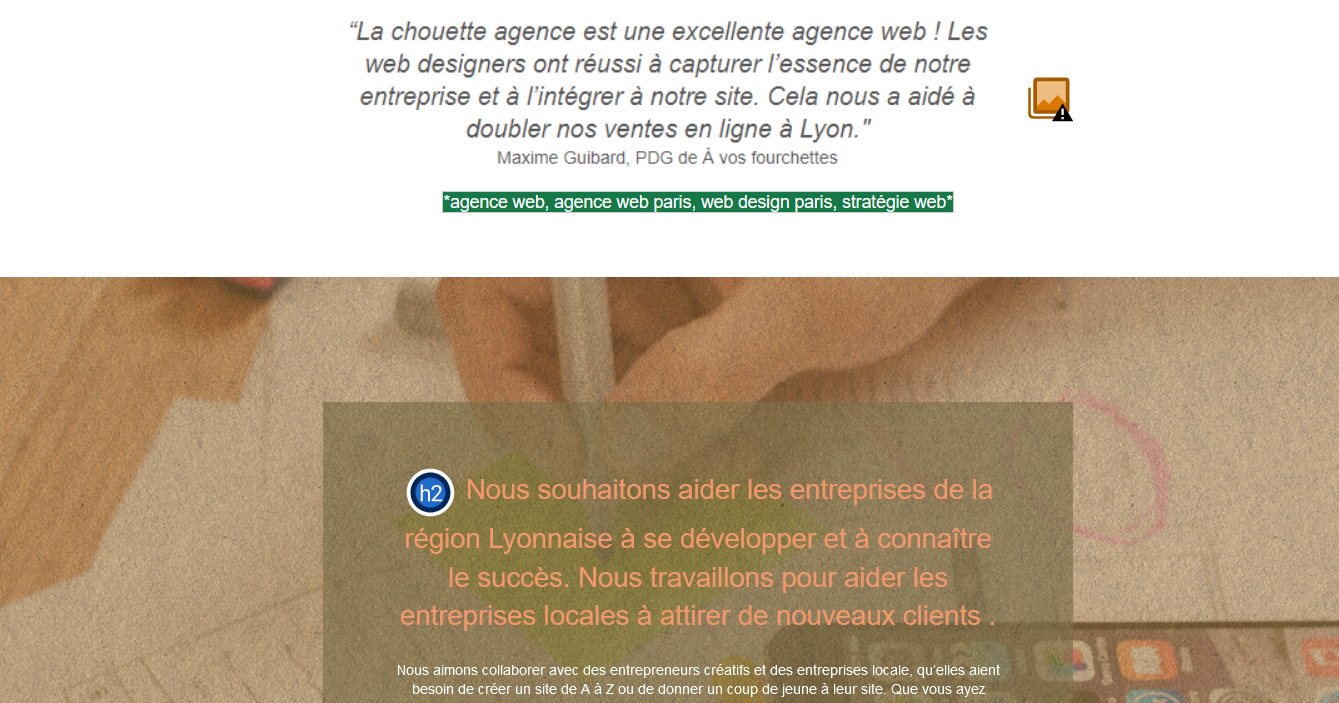 “La chouette agence est une excellente agence web ! Les
web designers ont réussi à capturer l’essence de notre
entreprise et à l’intégrer à notre site. Cela nous a aidé à
doubler nos ventes en ligne à Lyon."
Maxime Guibard, PDG de À vos fourchettes
*agence web, agence web paris, web design paris, stratégie web*
h2 Nous souhaitons aider les entreprises de la
région Lyonnaise à se développer et à connaître
le succès. Nous travaillons pour aider les
entreprises locales à attirer de nouveaux clients .
Nous aimons collaborer avec des entrepreneurs créatifs et des entreprises locale, qu’elles aient
besoin de créer un site de A à Z ou de donner un coup de jeune à leur site. Que vous ayez